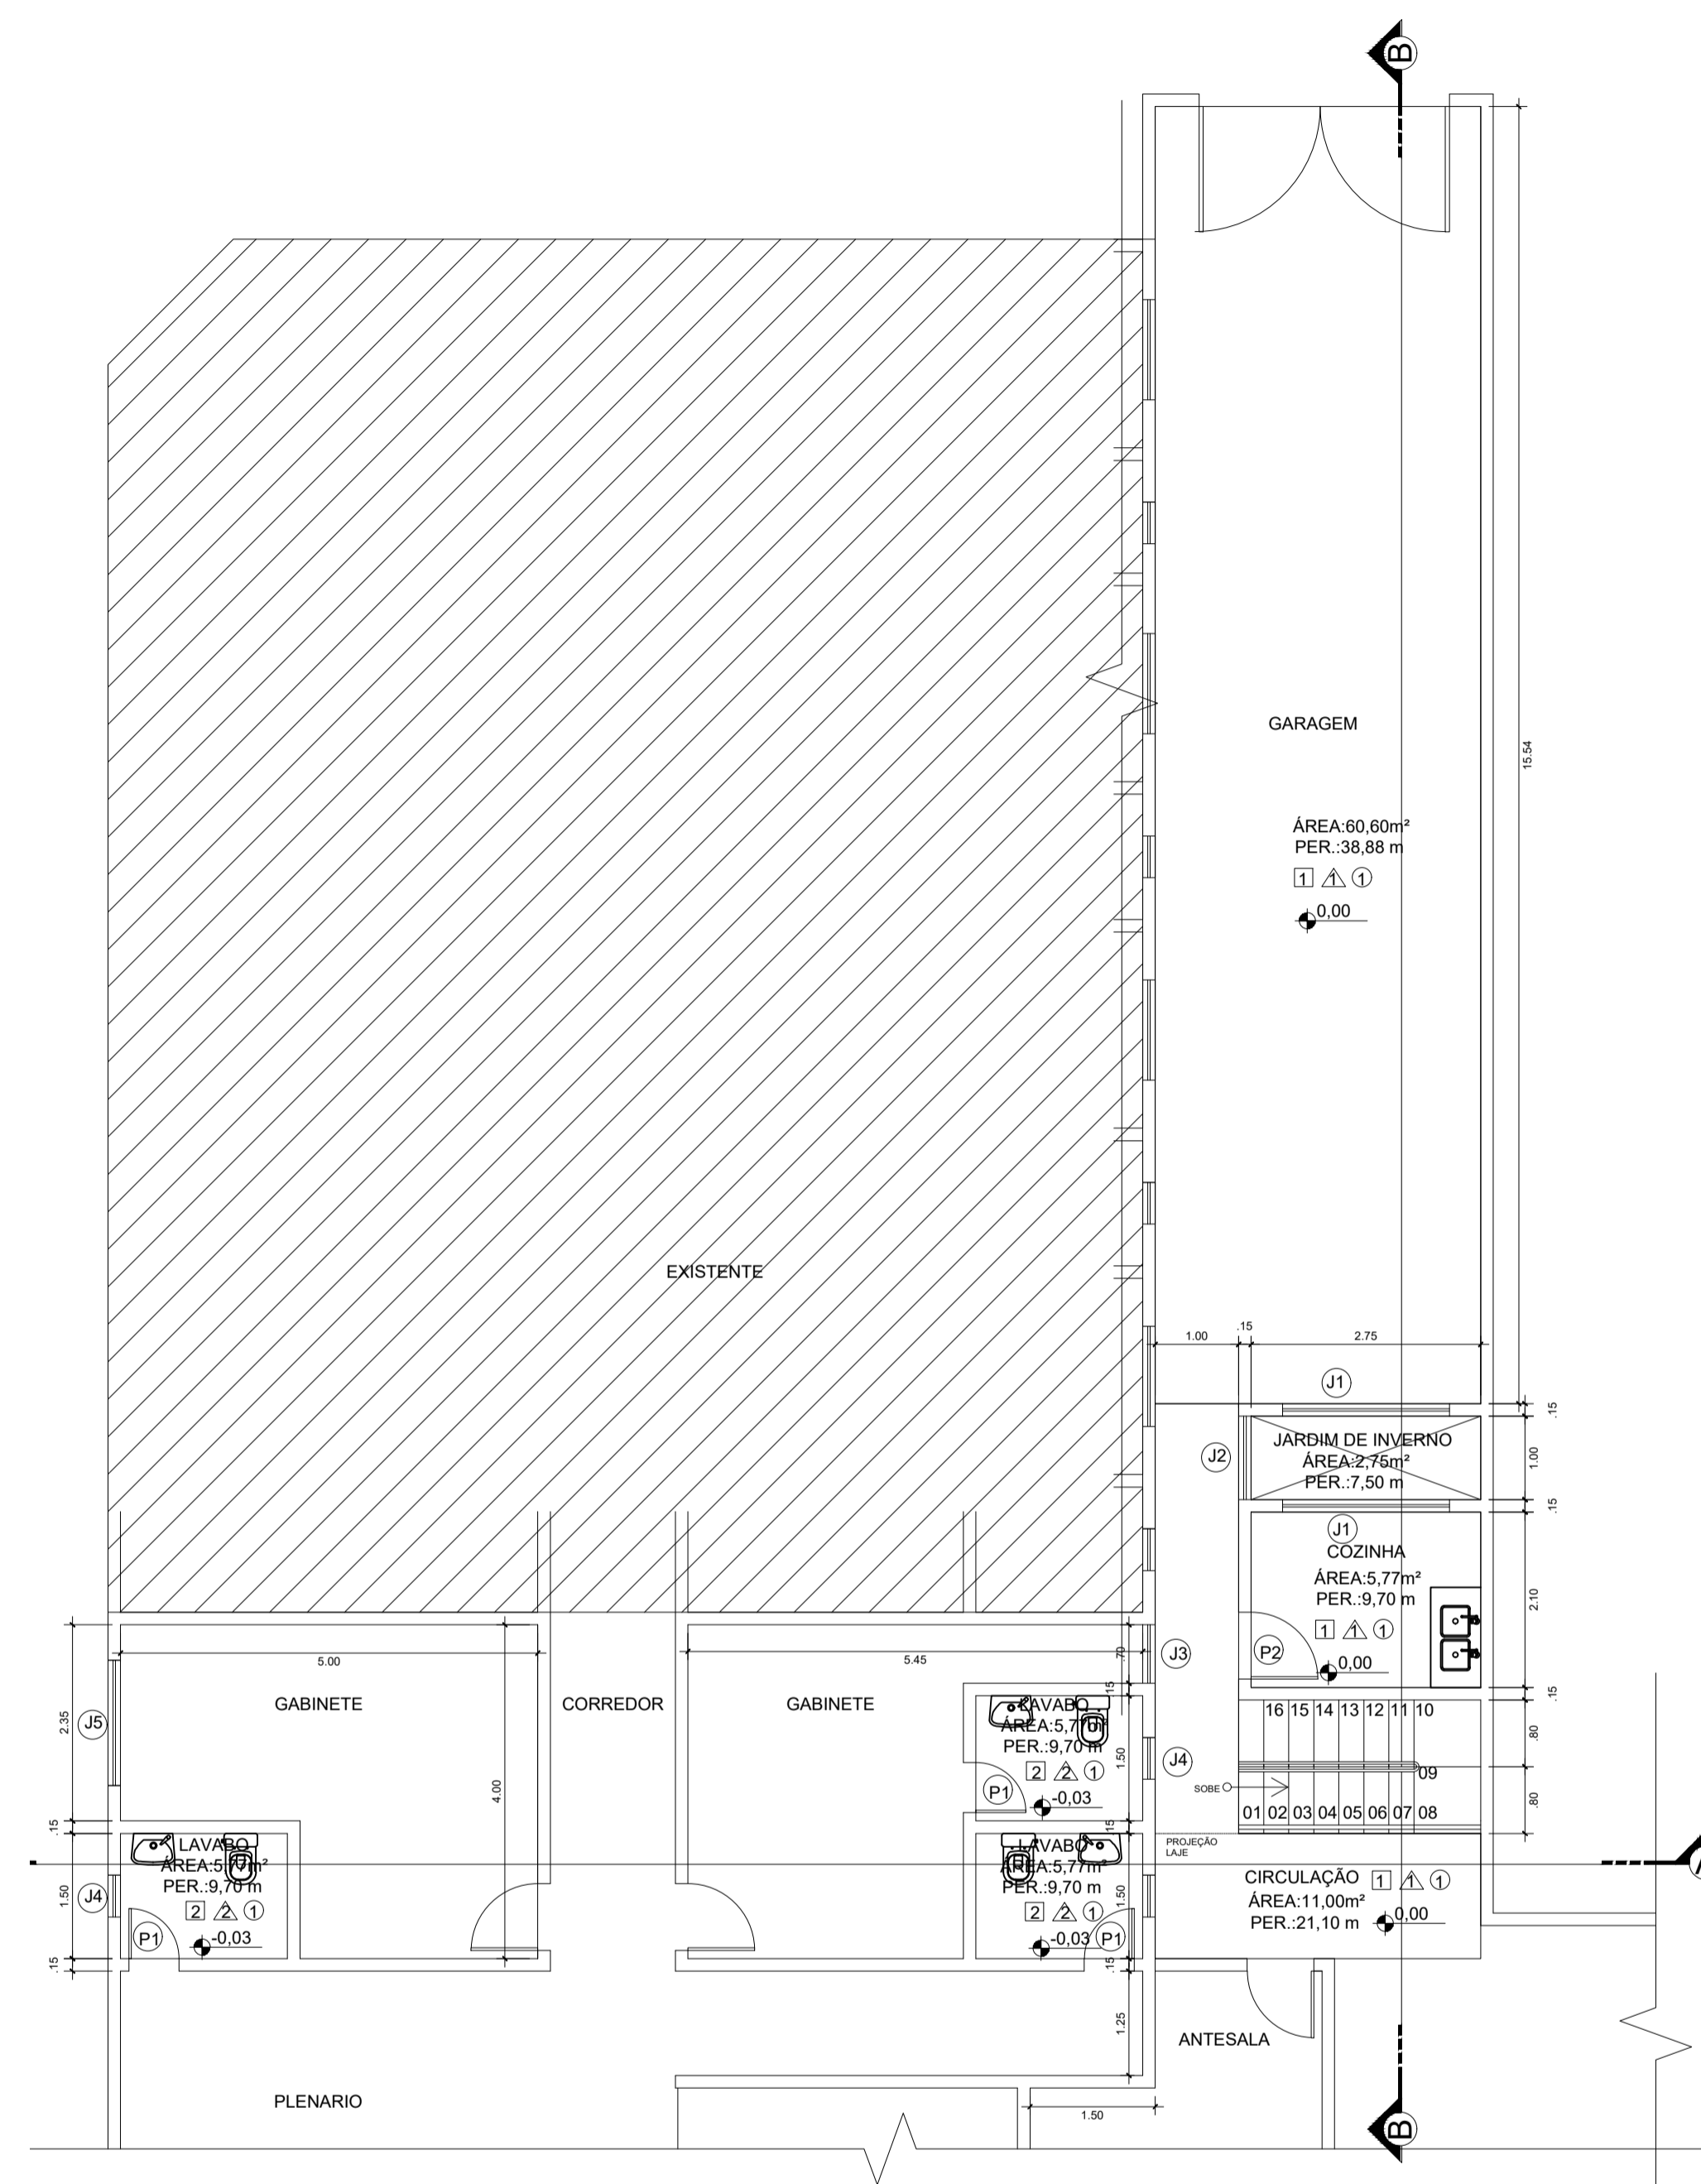 B
GARAGEM
15.54
ÁREA:60,60m²
PER.:38,88 m
1 1 1
0,00
EXISTENTE
1.00 .15 2.75
J1
.15
J2
JARDIM DE INVERNO
ÁREA:2,75m²
PER.:7,50 m
1.00
.15
J1
COZINHA
ÁREA:5,77m²
PER.:9,70 m
1 1 1
P2
0,00
2.10
.15
5.00
5.45
.70
J3
GABINETE
CORREDOR
GABINETE
.15
2.35
J5
4.00
LAVABO
ÁREA:5,77m²
PER.:9,70 m
2 2 1
P1
-0,03
1.50
J4
16 15 14 13 12 11 10
09
SOBE
01 02 03 04 05 06 07 08
.80
.80
.15
LAVABO
ÁREA:5,77m²
PER.:9,70 m
2 2 1
P1
-0,03
1.50
J4
.15
.15
LAVABO
ÁREA:5,77m²
PER.:9,70 m
2 2 1
-0,03
P1
1.50
.15
PROJEÇÃO
LAJE
CIRCULAÇÃO 1 1 1
ÁREA:11,00m²
PER.:21,10 m
0,00
1.25
ANTESALA
PLENARIO
1.50
B